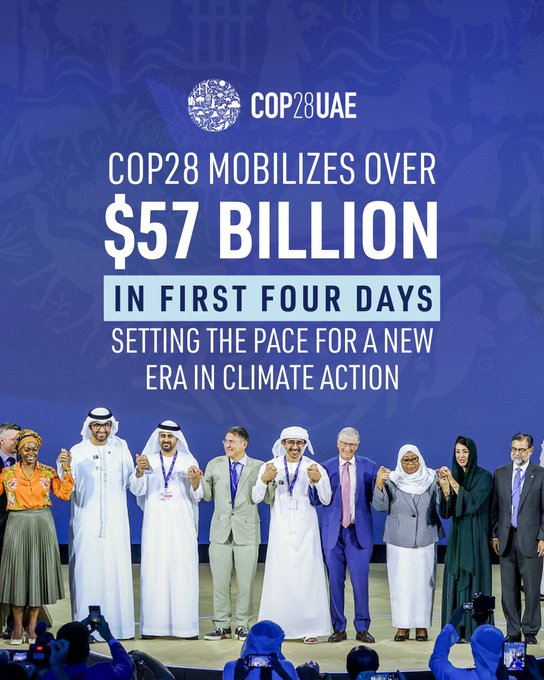 COP28UAE
COP28 MOBILIZES OVER
$57 BILLION
IN FIRST FOUR DAYS
SETTING THE PACE FOR A NEW
ERA IN CLIMATE ACTION